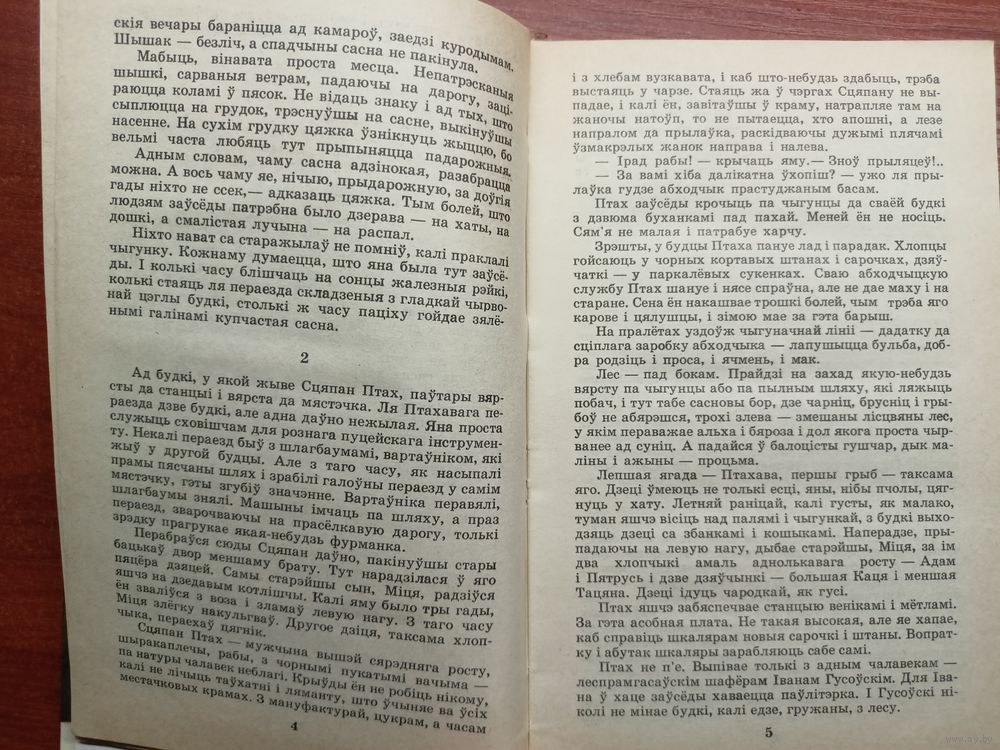 скія вечары бараніцца ад камароў, заедзі куродымам.
Шышак — безліч, а спадчыны сасна не пакінула.
Мабыць, вінавата проста месца. Непатрэсканыя
шышкі, сарваныя ветрам, падаючы на дарогу, заці-
раюцца коламі ў пясок. Не відаць знаку і ад тых, што
сыплюцца на грудок, трэснуўшы на сасне, выкінуўшы
насенне. На сухім грудку цяжка ўзнікнуць жыццю, бо
вельмі часта любяць тут прыпыняцца падарожныя.
Адным словам, чаму сасна адзінокая, разабрацца
можна. А вось чаму яе, нічыю, прыдарожную, за доўгія
гады ніхто не ссек,— адказаць цяжка. Тым болей, што
людзям заўсёды патрэбна было дзерава — на хаты, на
дошкі, а смалістая лучына — на распал.
Ніхто нават са старажылаў не помніў, калі праклалі
чыгунку. Кожнаму думаецца, што яна была тут заўсё-
ды. І колькі часу блішчаць на сонцы жалезныя рэйкі,
колькі стаяць ля пераезда складзеныя з гладкай чырво-
най цэглы будкі, столькі ж часу паціху гойдае зялё-
нымі галінамі купчастая сасна.
2
Ад будкі, у якой жыве Сцяпан Птах, паўтары вяр-
сты да станцыі і вярста да мястэчка. Ля Птахавага пе-
раезда дзве будкі, але адна даўно нежылая. Яна проста
служыць сховішчам для рознага пуцейскага інструмен-
ту. Некалі пераезд быў з шлагбаумамі, вартаўніком, які
жыў у другой будцы. Але з таго часу, як насыпалі
прамы пясчаны шлях і зрабілі галоўны пераезд у самім
мястэчку, гэты згубіў значэнне. Вартаўніка перавялі,
шлагбаумы знялі. Машыны імчаць па шляху, а праз
пераезд, зварочваючы на прасёлкавую дарогу, толькі
зрэдку прагрукае якая-небудзь фурманка.
Перабраўся сюды Сцяпан даўно, пакінуўшы стары
бацькаў двор меншаму брату. Тут нарадзілася ў яго
пяцёра дзяцей. Самы старэйшы сын, Міця, радзіўся
яшчэ на дзедавым котлішчы. Калі яму было тры гады,
ён зваліўся з воза і зламаў левую нагу. З таго часу
Міця злёгку накульгваў. Другое дзіця, таксама хлоп-
чыка, пераехаў цягнік.
Сцяпан Птах — мужчына вышэй сярэдняга росту,
шыракаплечы, рабы, з чорнымі пукатымі вачыма —
па натуры чалавек неблагі. Крыўды ён не робіць нікому,
калі не лічыць таўхатні і ляманту, што ўчыняе ва ўсіх
местачковых крамах. З мануфактурай, цукрам, а часам
4
і з хлебам вузкавата, і каб што-небудзь здабыць, трэба
выстаяць у чарзе. Стаяць жа ў чэргах Сцяпану не вы-
падае, і калі ён, завітаўшы ў краму, натрапляе там на
жаночы натоўп, то не пытаецца, хто апошні, а лезе
напралом да прылаўка, раскідваючы дужымі плячамі
ўзмакрэлых жанок направа і налева.
— Ірад рабы! — крычаць яму.— Зноў прыляцеў!..
— За вамі хіба далікатна ўхопіш? — ужо ля пры-
лаўка гудзе абходчык прастуджаным басам.
Птах заўсёды крочыць па чыгунцы да сваёй будкі
з дзвюма буханкамі пад пахай. Меней ён не носіць.
Сям'я не малая і патрабуе харчу.
Зрэшты, у будцы Птаха пануе лад і парадак. Хлопцы
гойсаюць у чорных кортавых штанах і сарочках, дзяў-
чаткі — у паркалёвых сукенках. Сваю абходчыцкую
службу Птах шануе і нясе спраўна, але не дае маху і на
старане. Сена ён накашвае трошкі болей, чым трэба яго
карове і цялушцы, і зімою мае за гэта барыш.
На пралётах уздоўж чыгуначнай лініі — дадатку да
сціплага заробку абходчыка — лапушыцца бульба, доб-
ра родзіць і проса, і ячмень, і мак.
Лес — пад бокам. Прайдзі на захад якую-небудзь
вярсту па чыгунцы або па пыльным шляху, які ляжыць
побач, і тут табе сасновы бор, дзе чарніц, брусніц і гры-
боў не абярэшся, трохі злева — змешаны лісцвяны лес,
у якім пераважае альха і бяроза і дол якога проста чыр-
ванее ад суніц. А падайся ў балоцісты гушчар, дык ма-
ліны і ажыны — процьма.
Лепшая ягада — Птахава, першы грыб — таксама
яго. Дзеці ўмеюць не толькі есці, яны, нібы пчолы, цяг-
нуць у хату. Летняй раніцай, калі густы, як малако,
туман яшчэ вісіць над палямі і чыгункай, з будкі выхо-
дзяць дзеці са збанкамі і кошыкамі. Наперадзе, пры-
падаючы на левую нагу, дыбае старэйшы, Міця, за ім
два хлопчыкі амаль аднолькавага росту — Адам
і Пятрусь і дзве дзяўчынкі — большая Каця і меншая
Тацяна. Дзеці ідуць чародкай, як гусі.
Птах яшчэ забяспечвае станцыю венікамі і мётламі.
За гэта асобная плата. Не такая высокая, але яе хапае,
каб справіць шкалярам новыя сарочкі і штаны. Вопрат-
ку і абутак шкаляры зарабляюць сабе самі.
Птах не п'е. Выпівае толькі з адным чалавекам —
леспрамгасаўскім шафёрам Іванам Гусоўскім. Для Іва-
на ў хаце заўсёды хаваецца паўлітэрка. І Гусоўскі ні-
колі не мінае будкі, калі едзе, гружаны, з лесу.
5